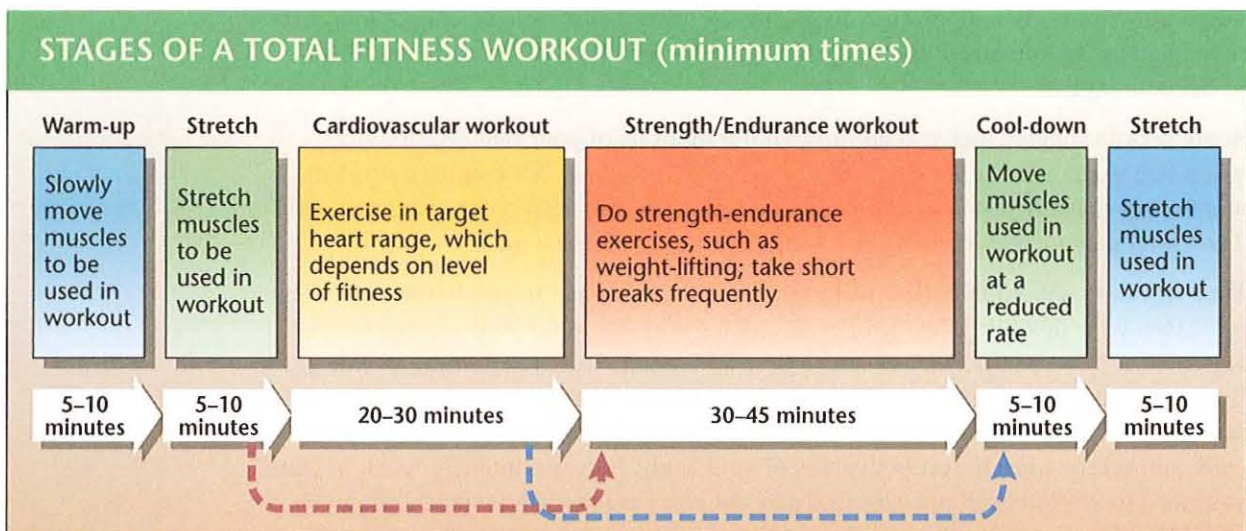 STAGES OF A TOTAL FITNESS WORKOUT (minimum times)
Warm-up
Stretch
Cardiovascular workout
Strength/Endurance workout
Cool-down
Stretch
Slowly
move
muscles
to be
used in
workout
Stretch
muscles
to be
used in
workout
Exercise in target
heart range, which
depends on level
of fitness
Do strength-endurance
exercises, such as
weight-lifting; take short
breaks frequently
Move
muscles
used in
workout
at a
reduced
rate
Stretch
muscles
used in
workout
5–10
minutes
5–10
minutes
20–30 minutes
30–45 minutes
5–10
minutes
5–10
minutes